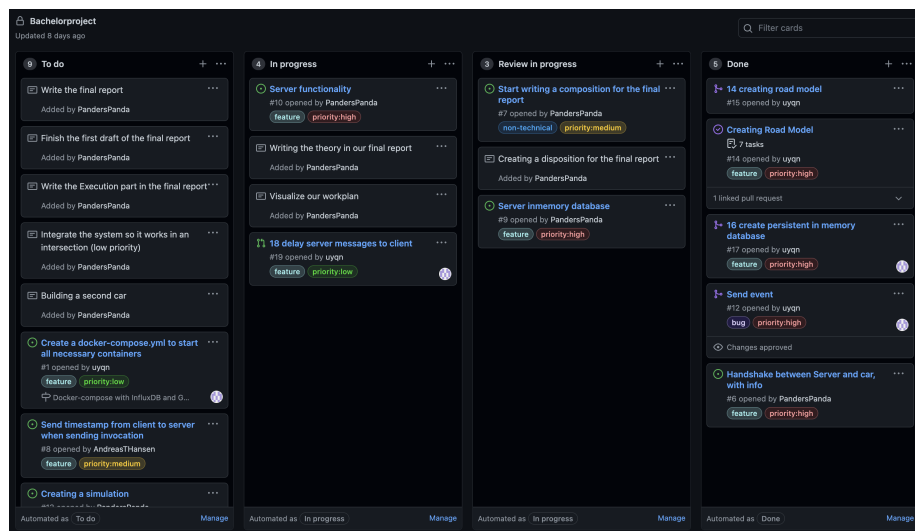 Bachelorproject
Updated 8 days ago
Filter cards
9 To do
Write the final report
Added by PandersPanda
Finish the first draft of the final report
Added by PandersPanda
Write the Execution part in the final report
Added by PandersPanda
Integrate the system so it works in an
intersection (low priority)
Added by PandersPanda
Building a second car
Added by PandersPanda
Create a docker-compose.yml to start
all necessary containers
#1 opened by uyqn
feature priority:low
Docker-compose with InfluxDB and G...
Send timestamp from client to server
when sending invocation
#8 opened by AndreasTHansen
feature priority:medium
Creating a simulation
Automated as To do Manage
4 In progress
Server functionality
#10 opened by PandersPanda
feature priority:high
Writing the theory in our final report
Added by PandersPanda
Visualize our workplan
Added by PandersPanda
18 delay server messages to client
#19 opened by uyqn
feature priority:low
Automated as In progress Manage
3 Review in progress
Start writing a composition for the final
report
#7 opened by PandersPanda
non-technical priority:medium
Creating a disposition for the final report
Added by PandersPanda
Server inmemory database
#9 opened by PandersPanda
feature priority:high
Automated as In progress Manage
5 Done
14 creating road model
#15 opened by uyqn
Creating Road Model
7 tasks
#14 opened by uyqn
feature priority:high
1 linked pull request
16 create persistent in memory
database
#17 opened by uyqn
feature priority:high
Send event
#12 opened by uyqn
bug priority:high
Changes approved
Handshake between Server and car,
with info
#6 opened by PandersPanda
feature priority:high
Automated as Done Manage